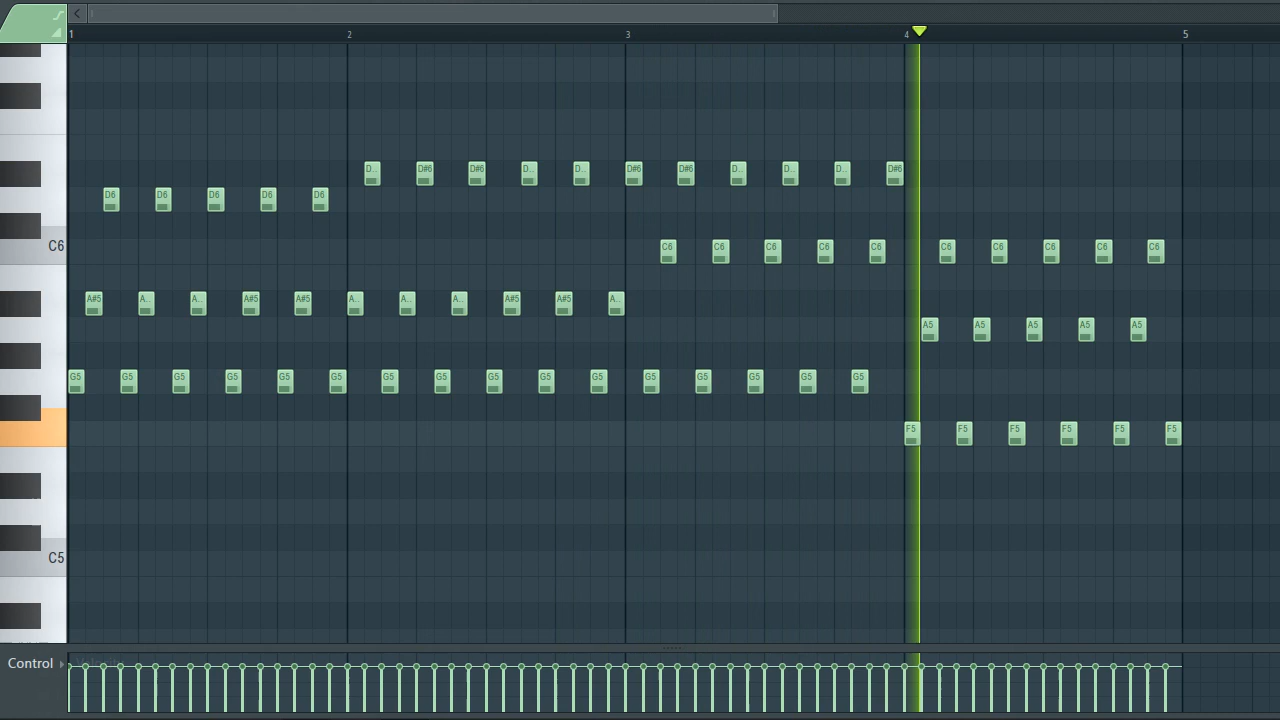 1 2 3 4 5
D.. D#6 D#6 D.. D.. D#6 D#6 D.. D.. D.. D#6
D6 D6 D6 D6 D6
C6 C6 C6 C6 C6 C6 C6 C6 C6 C6 C6
A#5 A.. A.. A#5 A#5 A.. A.. A.. A#5 A#5 A..
A5 A5 A5 A5 A5
G5 G5 G5 G5 G5 G5 G5 G5 G5 G5 G5 G5 G5 G5 G5 G5
F5 F5 F5 F5 F5 F5
C5
Control